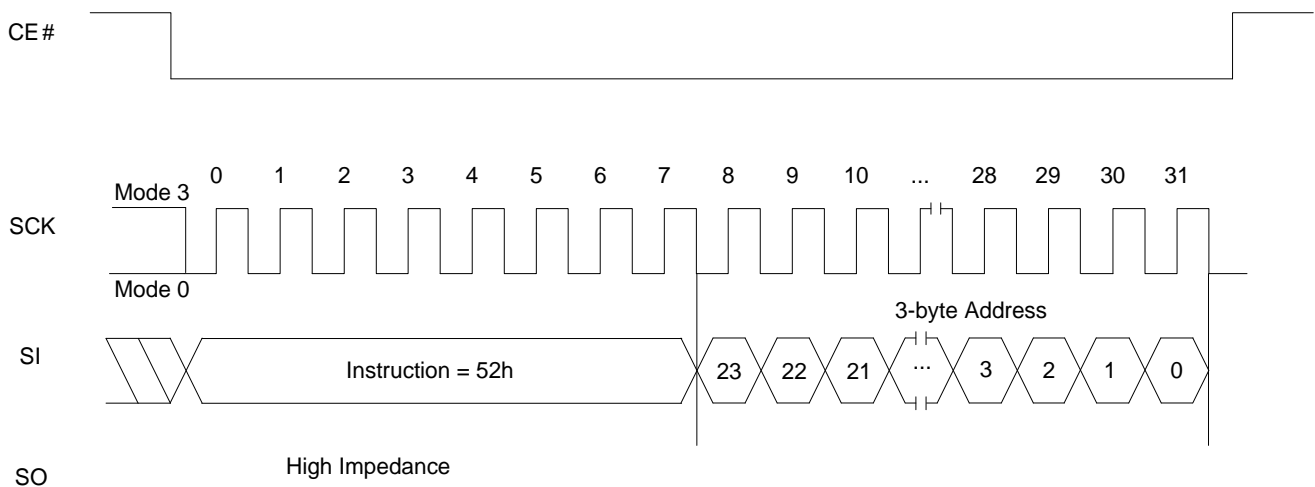 CE#
0 1 2 3 4 5 6 7 8 9 10 ... 28 29 30 31
Mode 3
SCK
Mode 0
3-byte Address
SI
Instruction = 52h 23 22 21 ... 3 2 1 0
High Impedance
SO